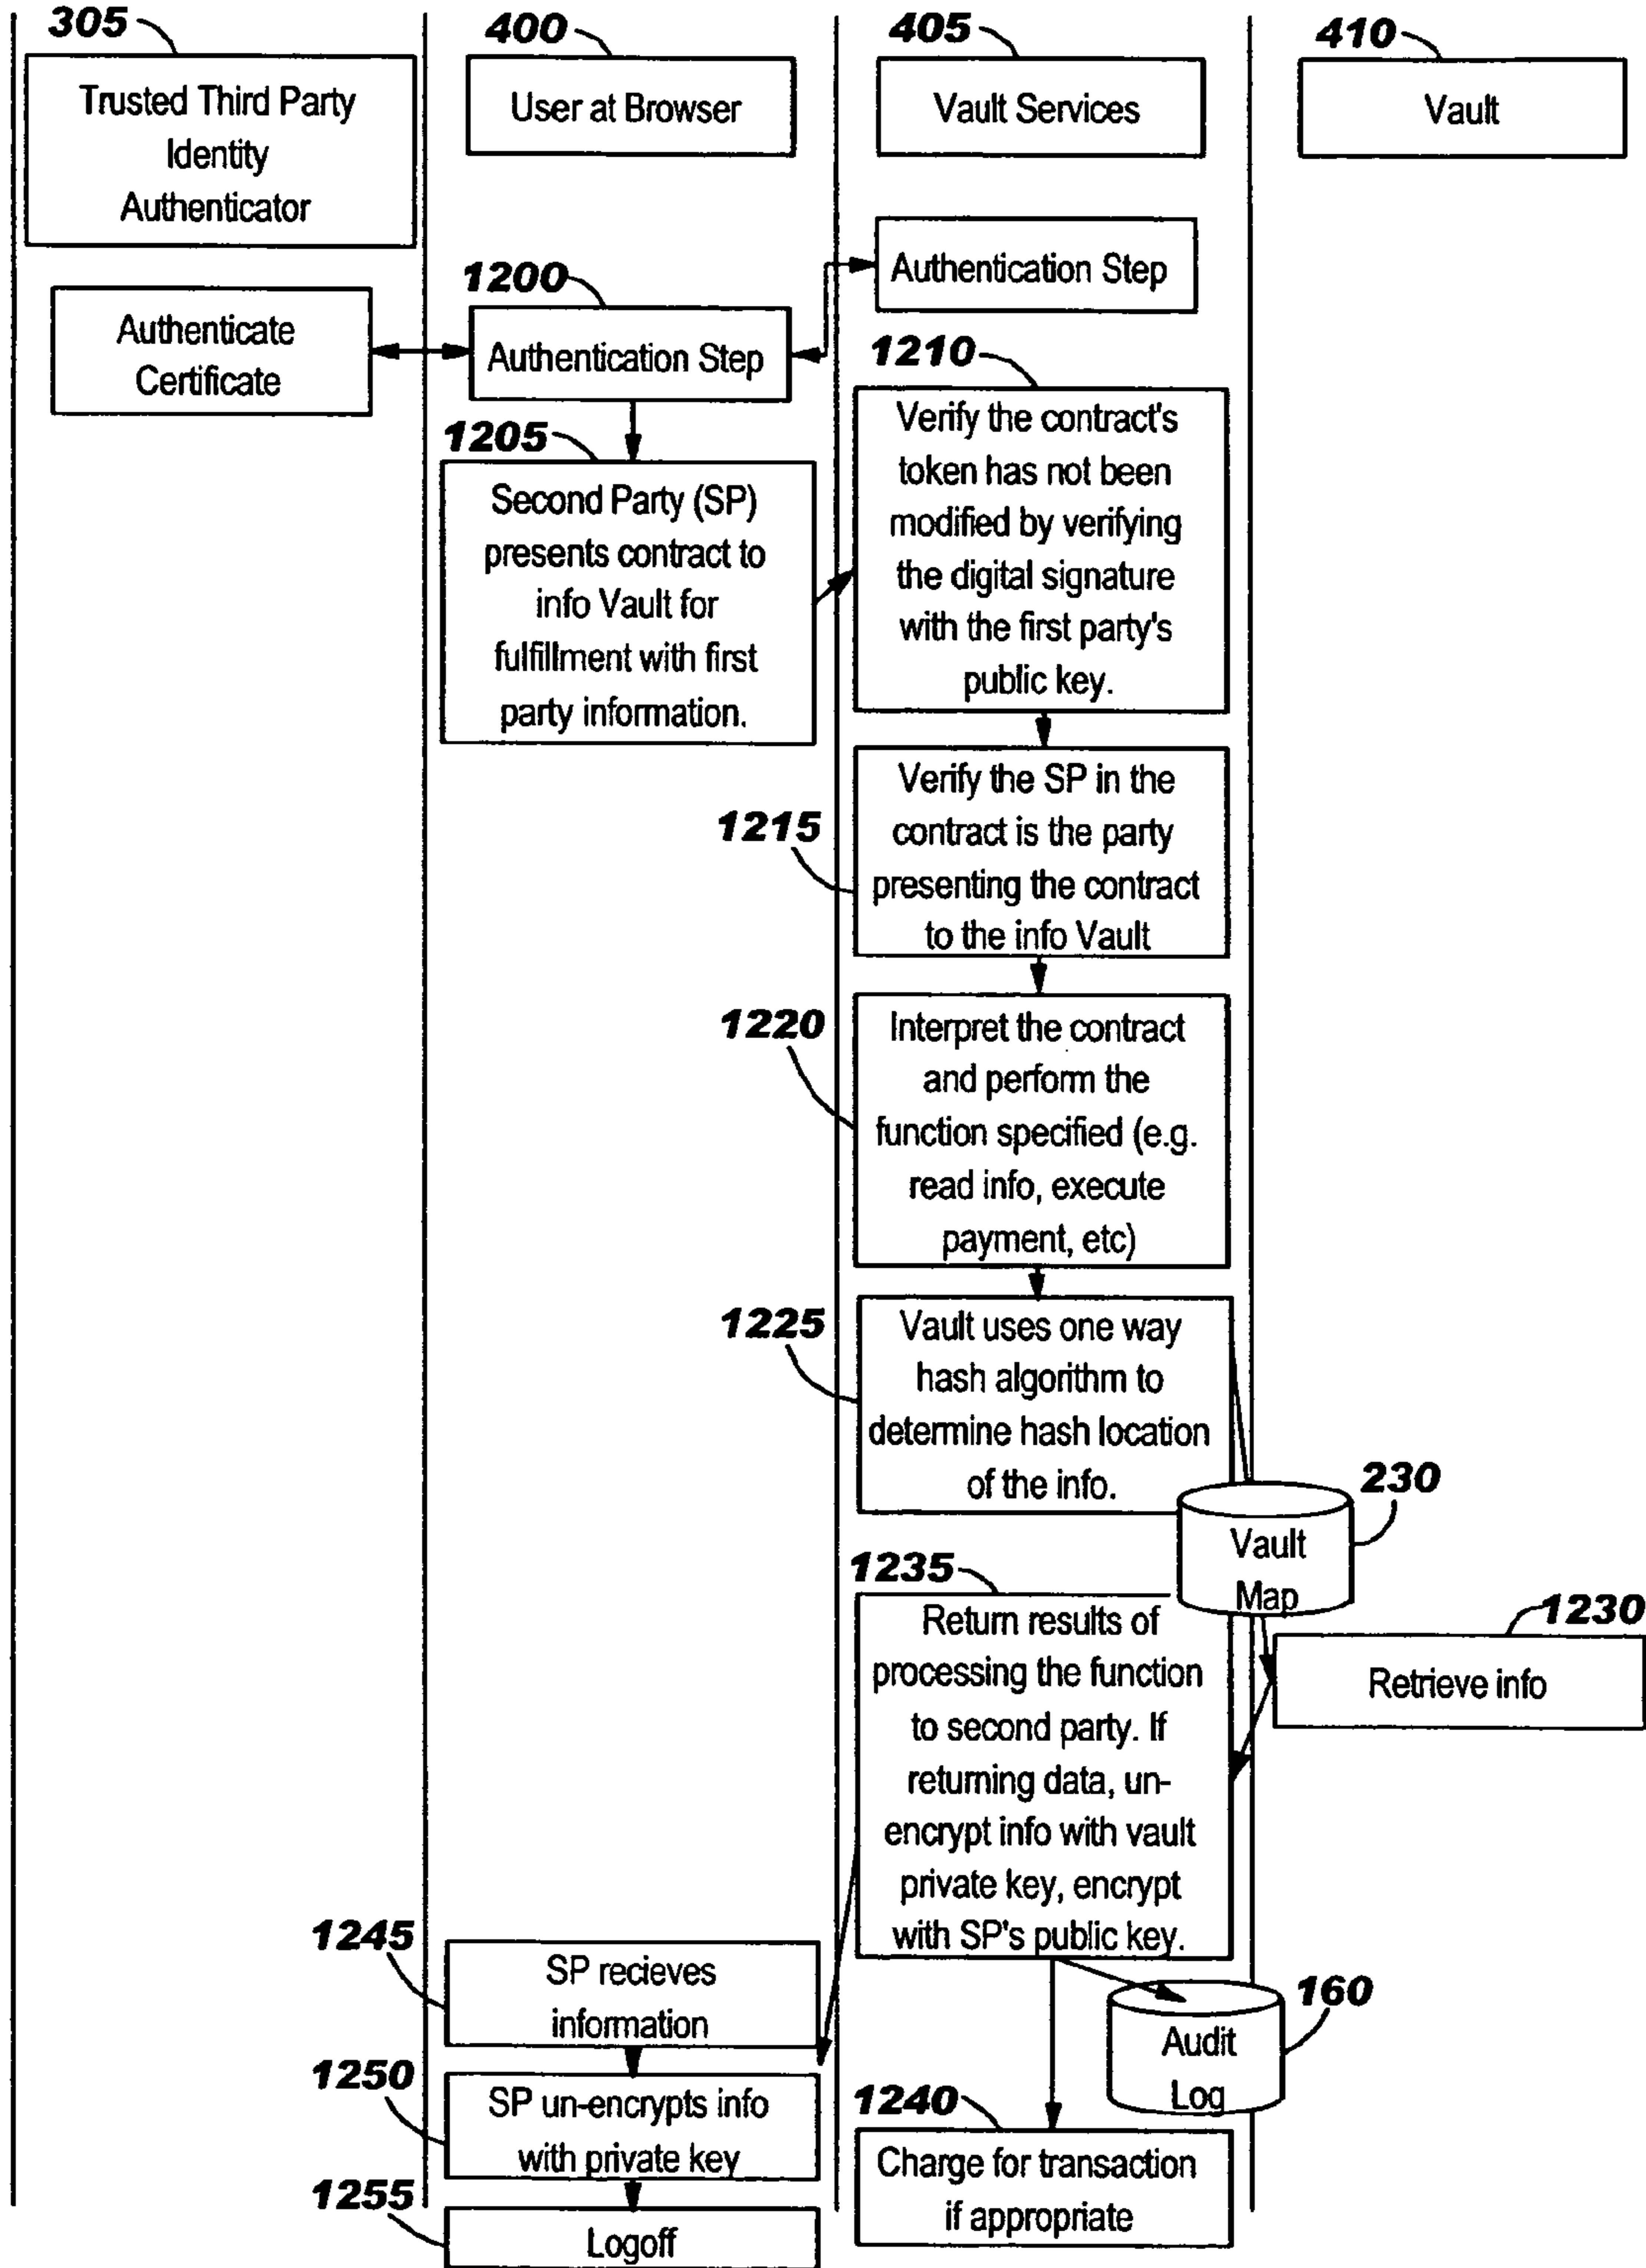 305
400
405
410
Trusted Third Party
Identity
Authenticator
User at Browser
Vault Services
Vault
Authentication Step
1200
Authenticate
Certificate
Authentication Step
1205
Second Party (SP)
presents contract to
info Vault for
fulfillment with first
party information.
1210
Verify the contract's
token has not been
modified by verifying
the digital signature
with the first party's
public key.
1215
Verify the SP in the
contract is the party
presenting the contract
to the info Vault
1220
Interpret the contract
and perform the
function specified (e.g.
read info, execute
payment, etc)
1225
Vault uses one way
hash algorithm to
determine hash location
of the info.
230
Vault
Map
1230
Retrieve info
1235
Return results of
processing the function
to second party. If
returning data, un-
encrypt info with vault
private key, encrypt
with SP's public key.
160
Audit
Log
1240
Charge for transaction
if appropriate
1245
SP recieves
information
1250
SP un-encrypts info
with private key
1255
Logoff